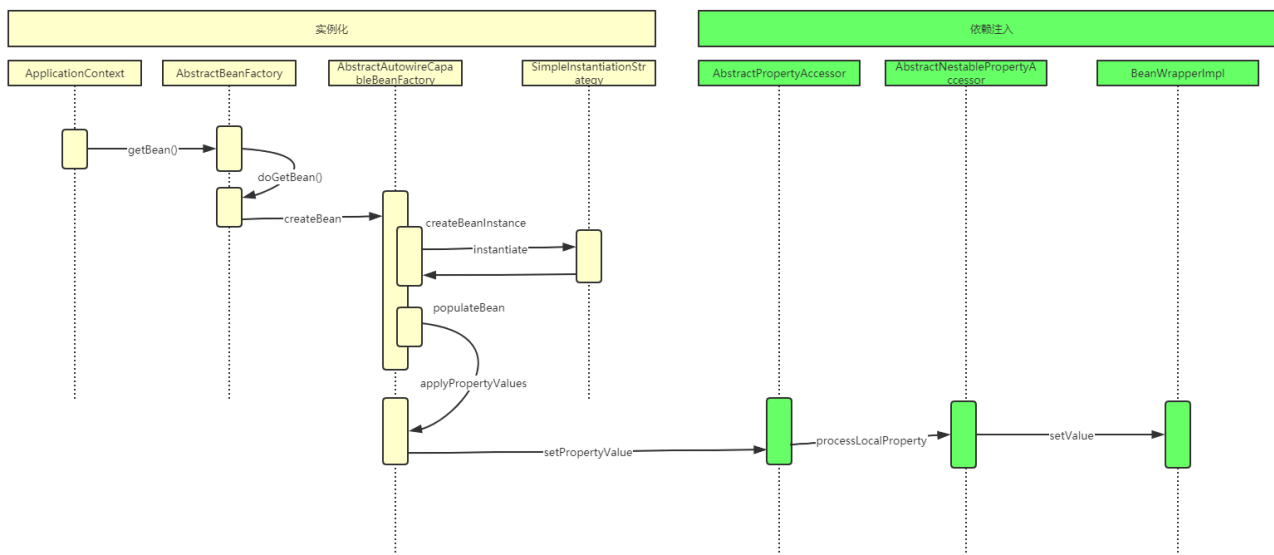 实例化
依赖注入
ApplicationContext
AbstractBeanFactory
AbstractAutowireCapa
bleBeanFactory
SimpleInstantiationStr
ategy
AbstractPropertyAccessor
AbstractNestablePropertyA
ccessor
BeanWrapperImpl
getBean()
doGetBean()
createBean
createBeanInstance
instantiate
populateBean
applyPropertyValues
setPropertyValue
processLocalProperty
setValue